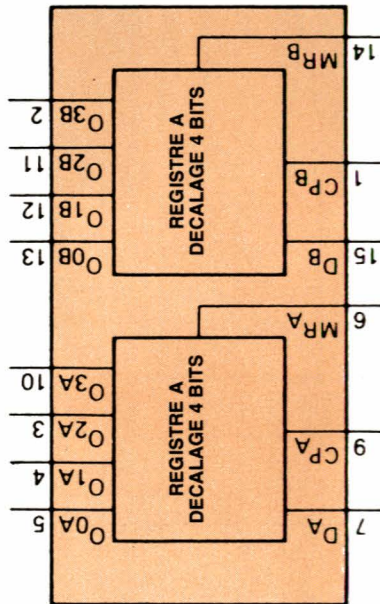 7 DA
9 CPA
6 MRA
REGISTRE A
DECALAGE 4 BITS
O0A 5
O1A 4
O2A 3
O3A 10
15 DB
1 CPB
14 MRB
REGISTRE A
DECALAGE 4 BITS
O0B 13
O1B 12
O2B 11
O3B 2